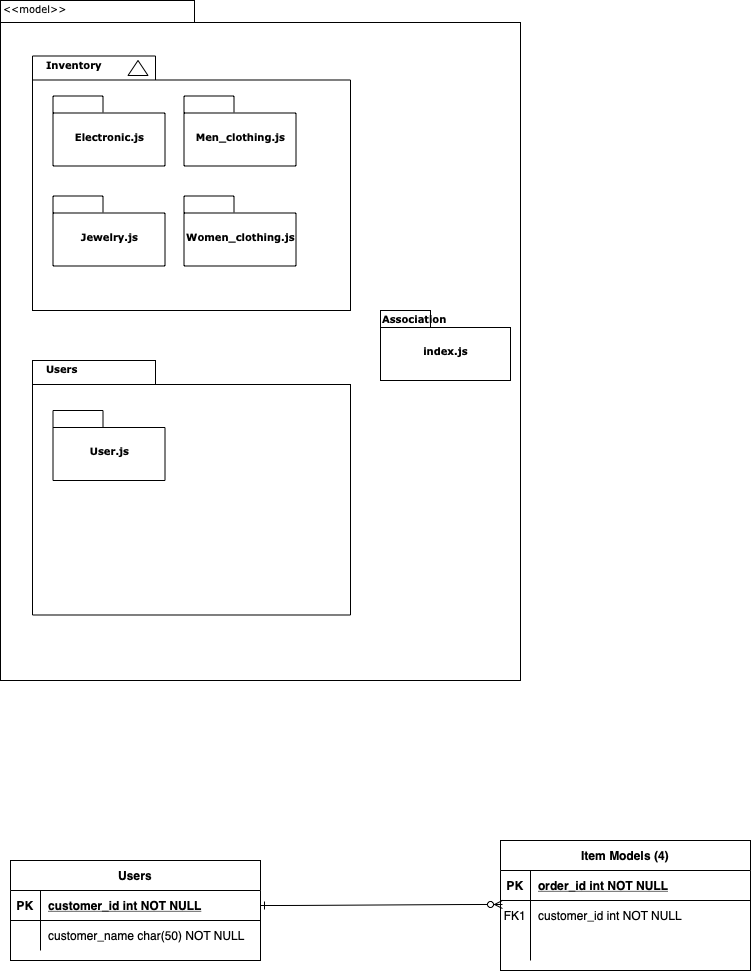 <<model>>
Inventory
Electronic.js
Men_clothing.js
Jewelry.js
Women_clothing.js
Association
index.js
Users
User.js
Users
PK customer_id int NOT NULL
customer_name char(50) NOT NULL
Item Models (4)
PK order_id int NOT NULL
FK1 customer_id int NOT NULL